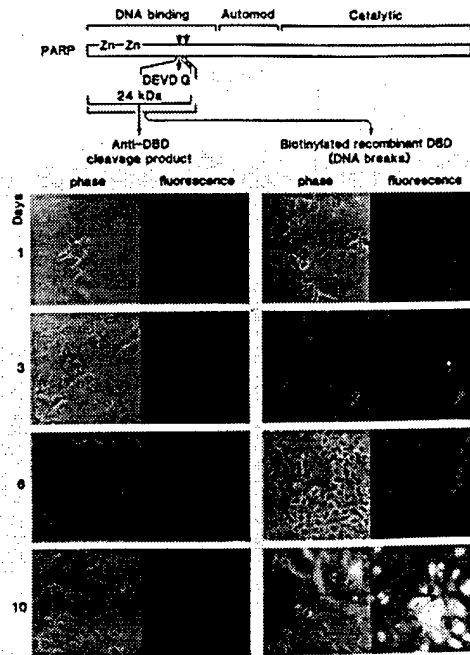 DNA binding Automod Catalytic
PARP Zn-Zn
DEVD G
24 kDa
Anti-DBD Biotinylated recombinant DBD
cleavage product (DNA breaks)
phase fluorescence phase fluorescence
Days
1
3
6
10